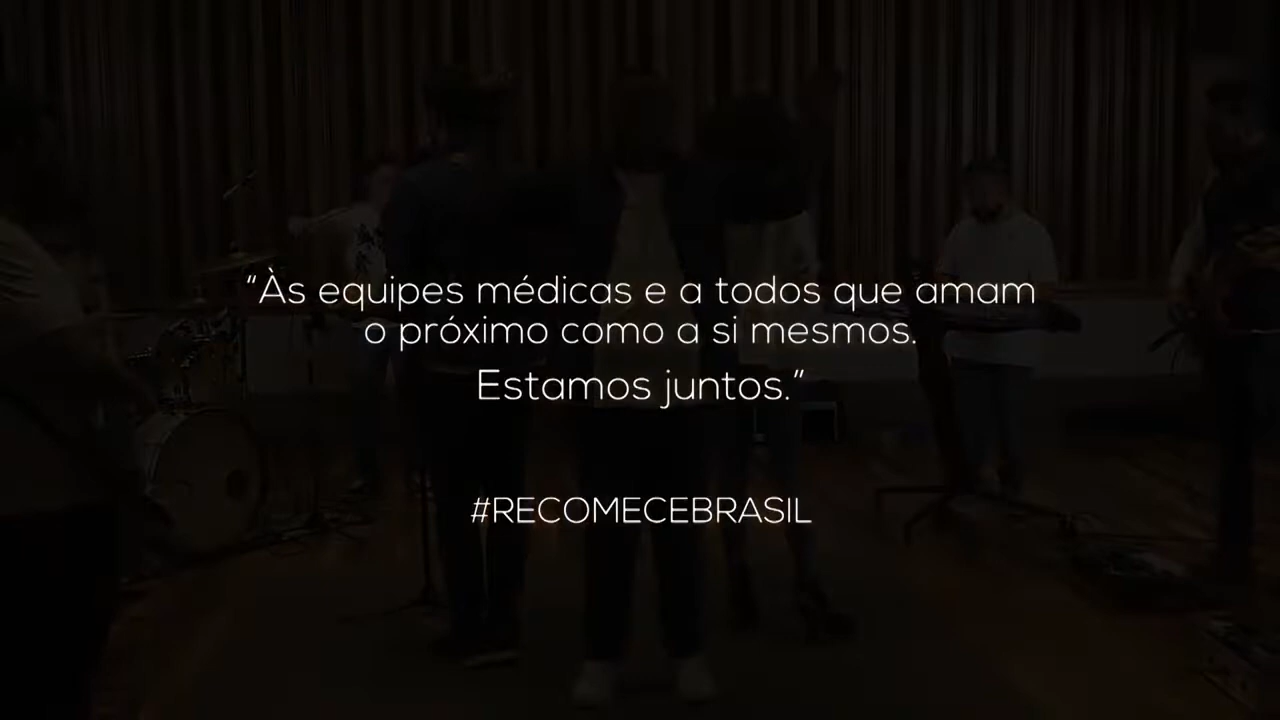 “Às equipes médicas e a todos que amam
o próximo como a si mesmos.
Estamos juntos.”
#RECOMECEBRASIL